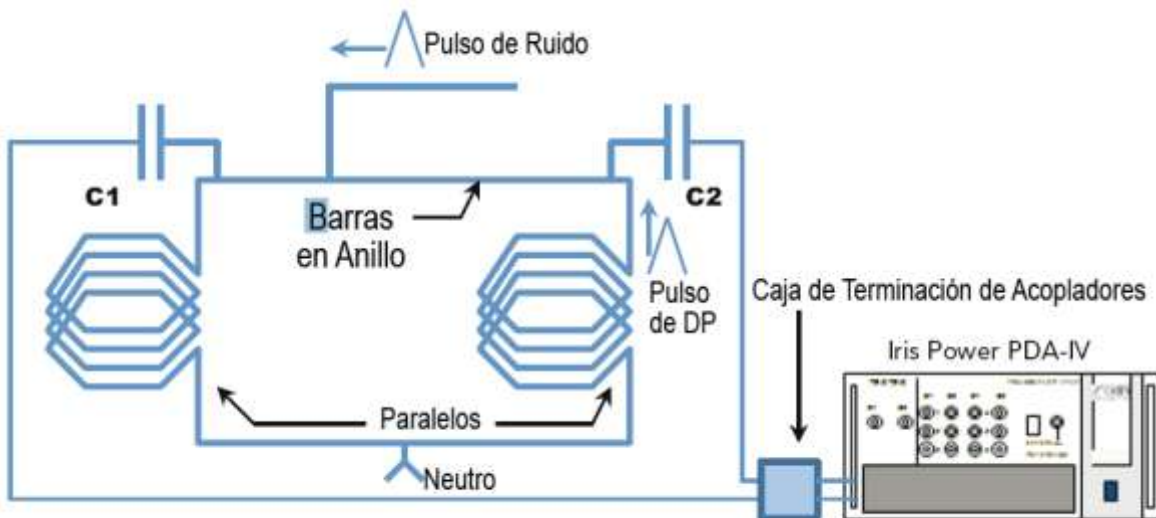 Pulso de Ruido
C1
C2
Barras
en Anillo
Pulso
de DP
Caja de Terminación de Acopladores
Iris Power PDA-IV
Paralelos
Neutro